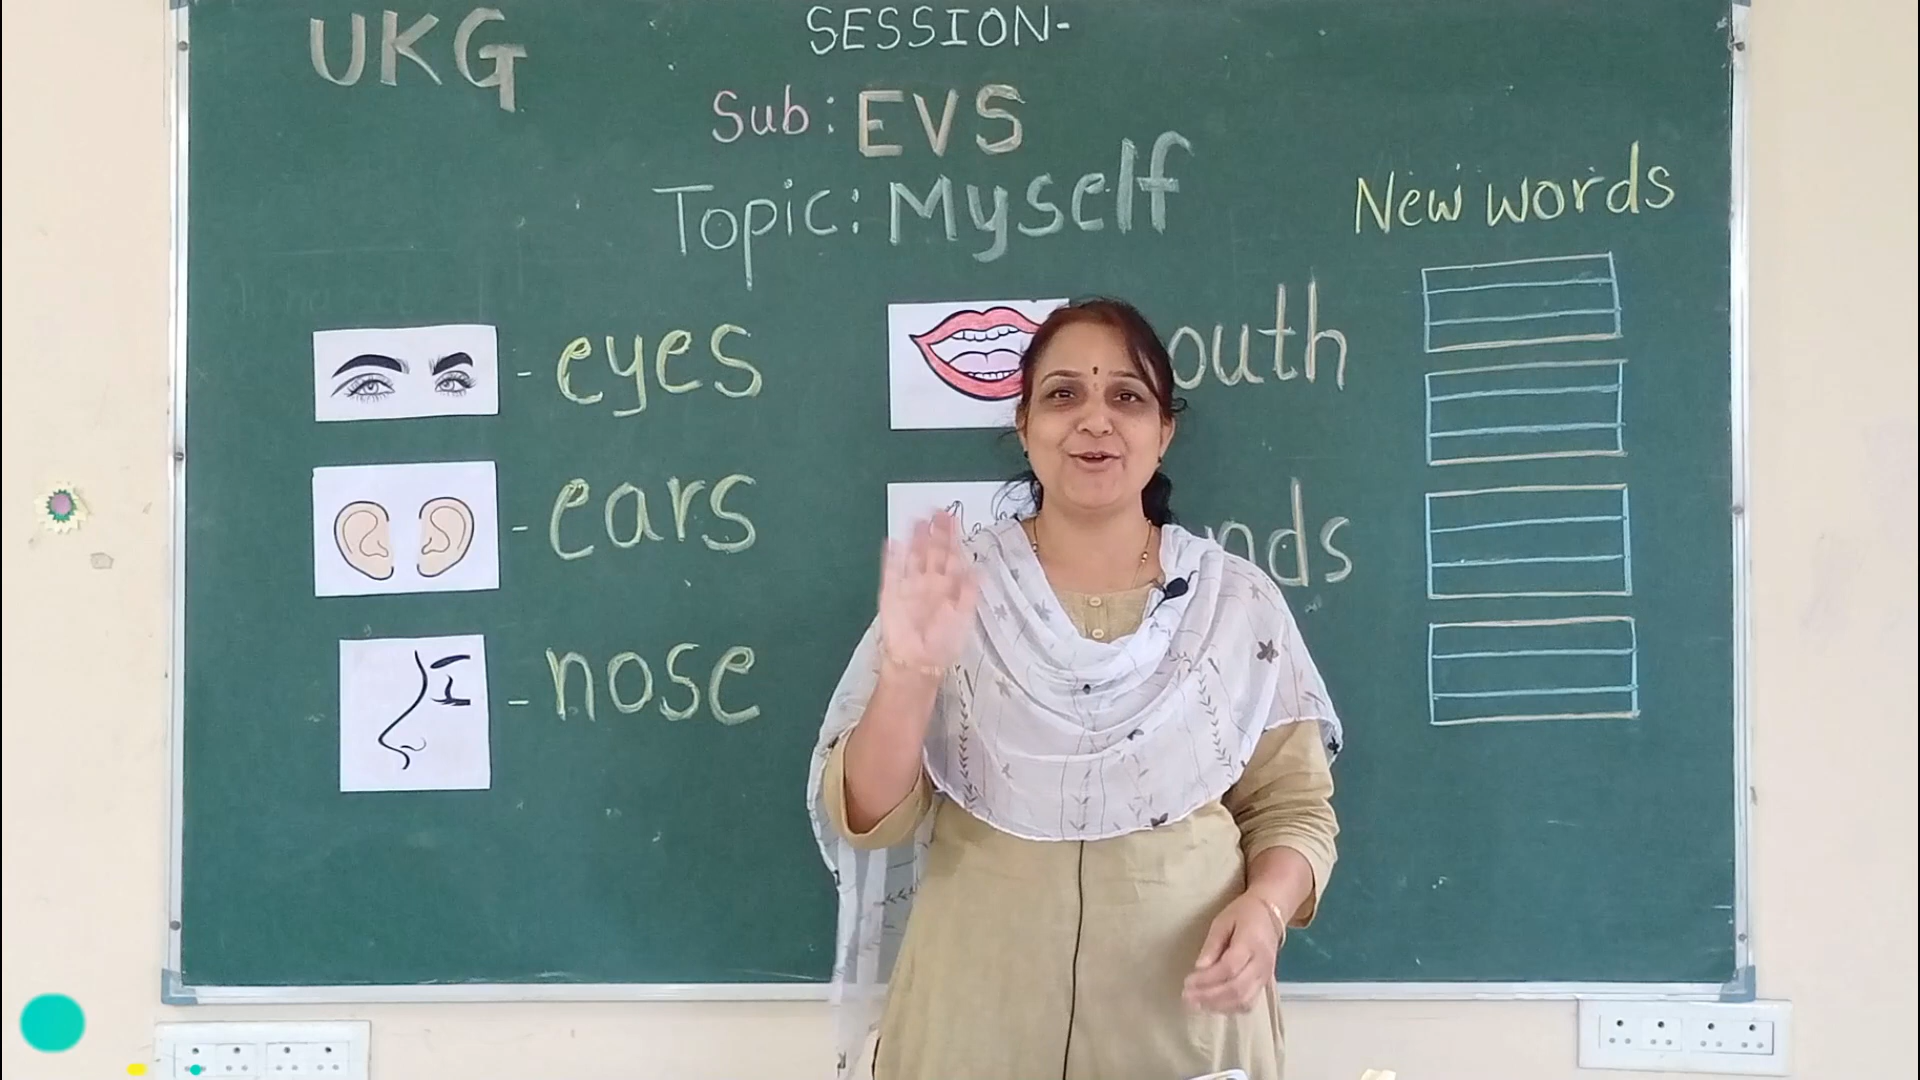 UKG
SESSION-
Sub: EVS
Topic: Myself
New words
- eyes
- ears
- nose
outh
nds